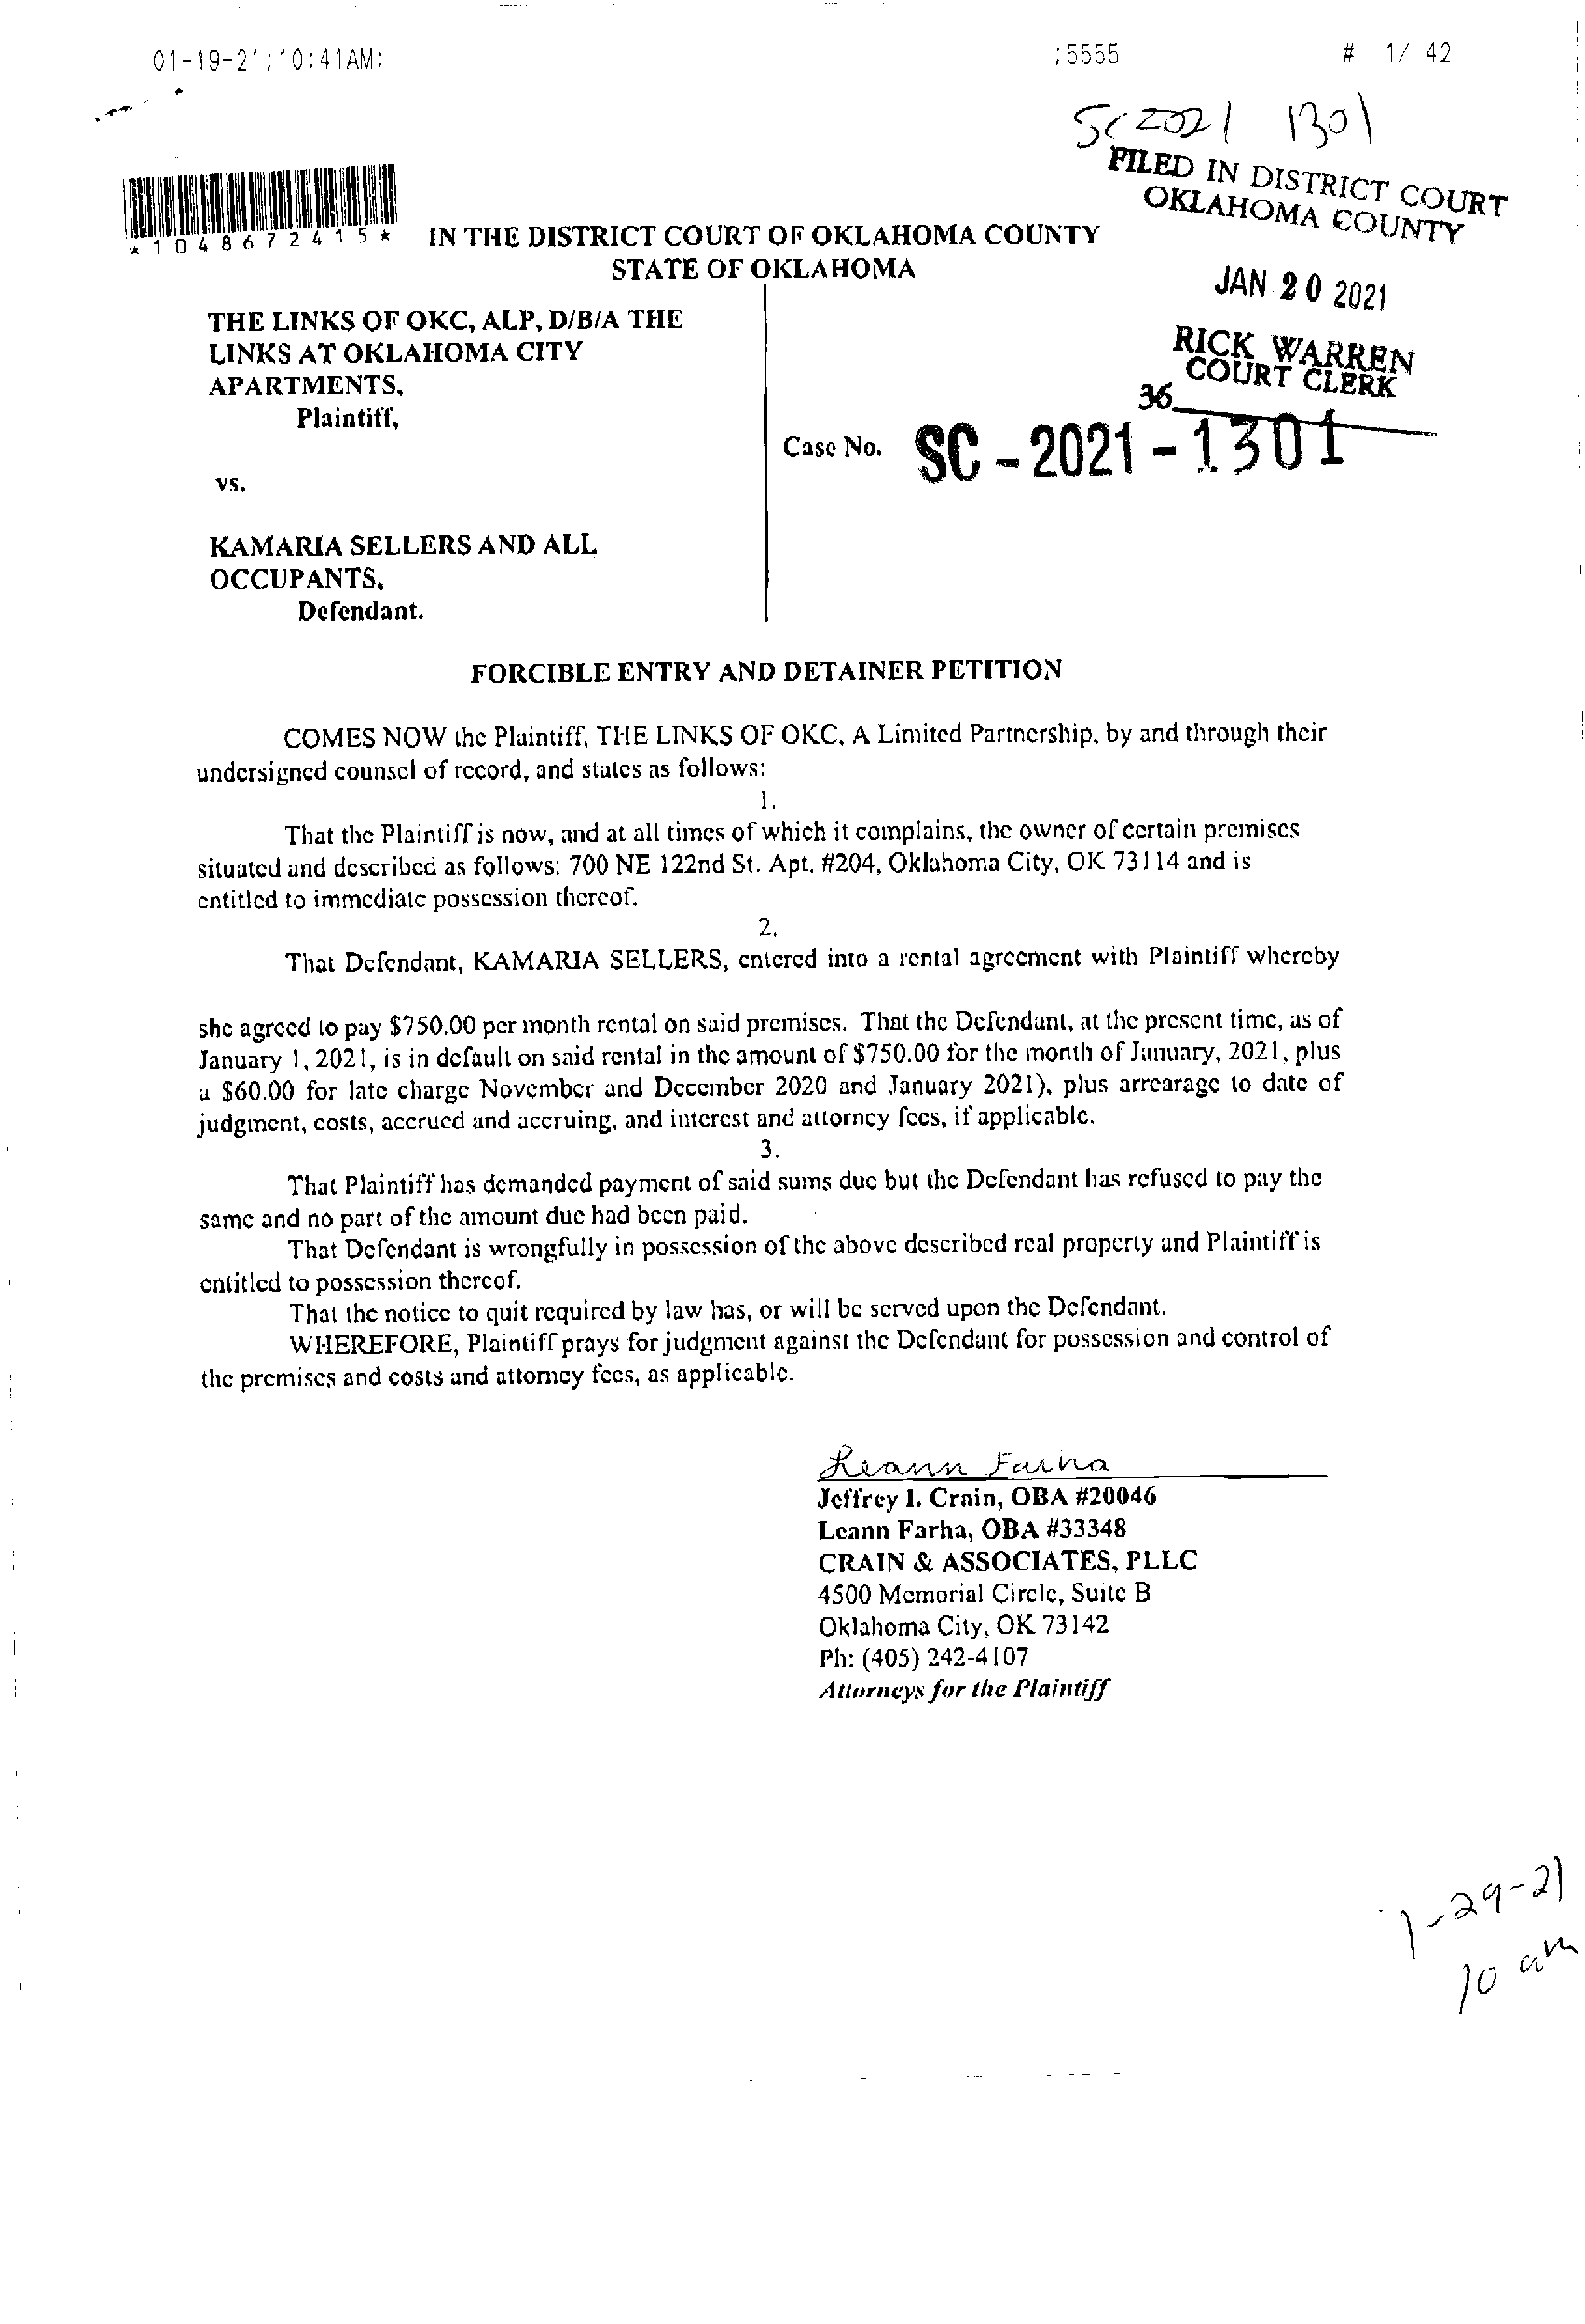 01-19-21;10:41AM; ;5555 # 1/ 42
SC 2021 1301
FILED IN DISTRICT COURT
OKLAHOMA COUNTY
*1048672415*
IN THE DISTRICT COURT OF OKLAHOMA COUNTY
STATE OF OKLAHOMA
JAN 20 2021
RICK WARREN
COURT CLERK
36
THE LINKS OF OKC, ALP, D/B/A THE
LINKS AT OKLAHOMA CITY
APARTMENTS,
Plaintiff,
Case No. SC-2021-1301
vs.
KAMARIA SELLERS AND ALL
OCCUPANTS,
Defendant.
FORCIBLE ENTRY AND DETAINER PETITION
COMES NOW the Plaintiff, THE LINKS OF OKC, A Limited Partnership, by and through their
undersigned counsel of record, and states as follows:
1.
That the Plaintiff is now, and at all times of which it complains, the owner of certain premises
situated and described as follows: 700 NE 122nd St. Apt. #204, Oklahoma City, OK 73114 and is
entitled to immediate possession thereof.
2.
That Defendant, KAMARIA SELLERS, entered into a rental agreement with Plaintiff whereby
she agreed to pay $750.00 per month rental on said premises. That the Defendant, at the present time, as of
January 1, 2021, is in default on said rental in the amount of $750.00 for the month of January, 2021, plus
a $60.00 for late charge November and December 2020 and January 2021), plus arrearage to date of
judgment, costs, accrued and accruing, and interest and attorney fees, if applicable.
3.
That Plaintiff has demanded payment of said sums due but the Defendant has refused to pay the
same and no part of the amount due had been paid.
That Defendant is wrongfully in possession of the above described real property and Plaintiff is
entitled to possession thereof.
That the notice to quit required by law has, or will be served upon the Defendant.
WHEREFORE, Plaintiff prays for judgment against the Defendant for possession and control of
the premises and costs and attorney fees, as applicable.
Leann Farha
Jeffrey I. Crain, OBA #20046
Leann Farha, OBA #33348
CRAIN & ASSOCIATES, PLLC
4500 Memorial Circle, Suite B
Oklahoma City, OK 73142
Ph: (405) 242-4107
Attorneys for the Plaintiff
1-29-21
10 am